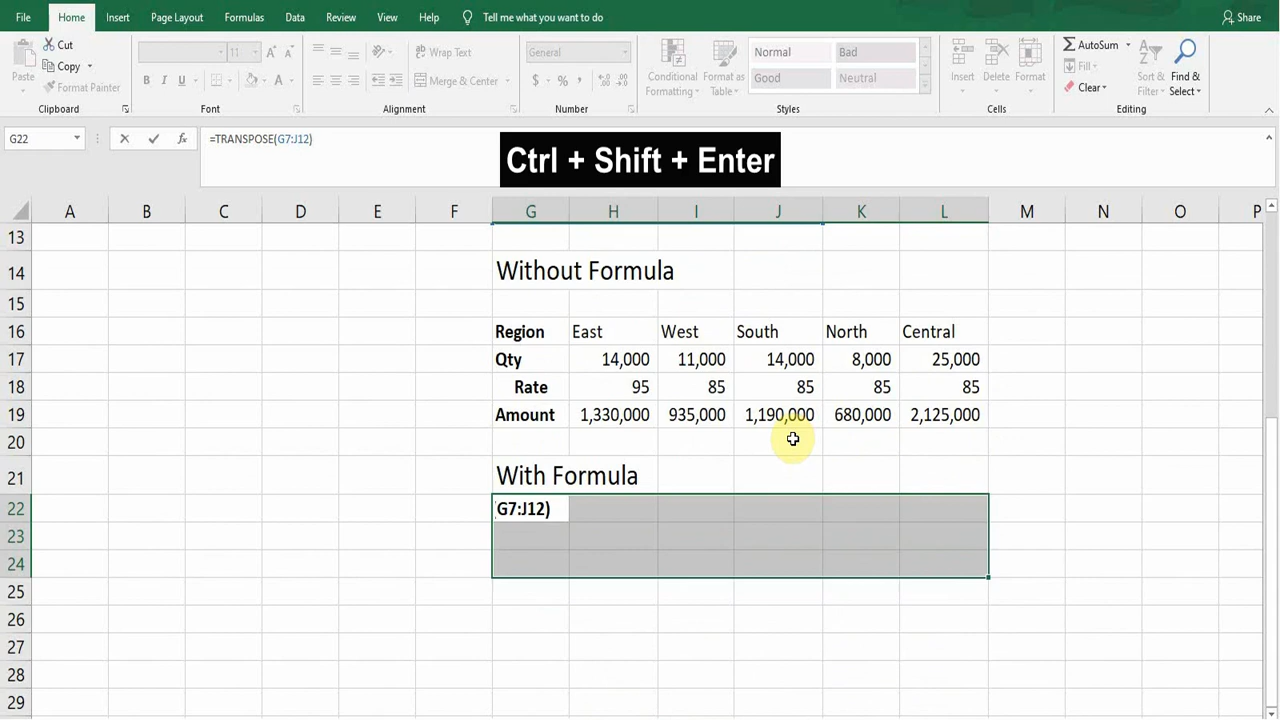 File Home Insert Page Layout Formulas Data Review View Help Tell me what you want to do Share
Paste
Cut
Copy
Format Painter
Clipboard
11 A A
B I U A
Font
Wrap Text
Merge & Center
Alignment
General
$ % ,
Number
Conditional Formatting
Format as Table
Normal Bad
Good Neutral
Styles
Insert Delete Format
Cells
AutoSum
Fill
Clear
Sort & Filter
Find & Select
Editing
G22 fx =TRANSPOSE(G7:J12)
Ctrl + Shift + Enter
A B C D E F G H I J K L M N O P
13
14 Without Formula
15
16 Region East West South North Central
17 Qty 14,000 11,000 14,000 8,000 25,000
18 Rate 95 85 85 85 85
19 Amount 1,330,000 935,000 1,190,000 680,000 2,125,000
20
21 With Formula
22 G7:J12)
23
24
25
26
27
28
29